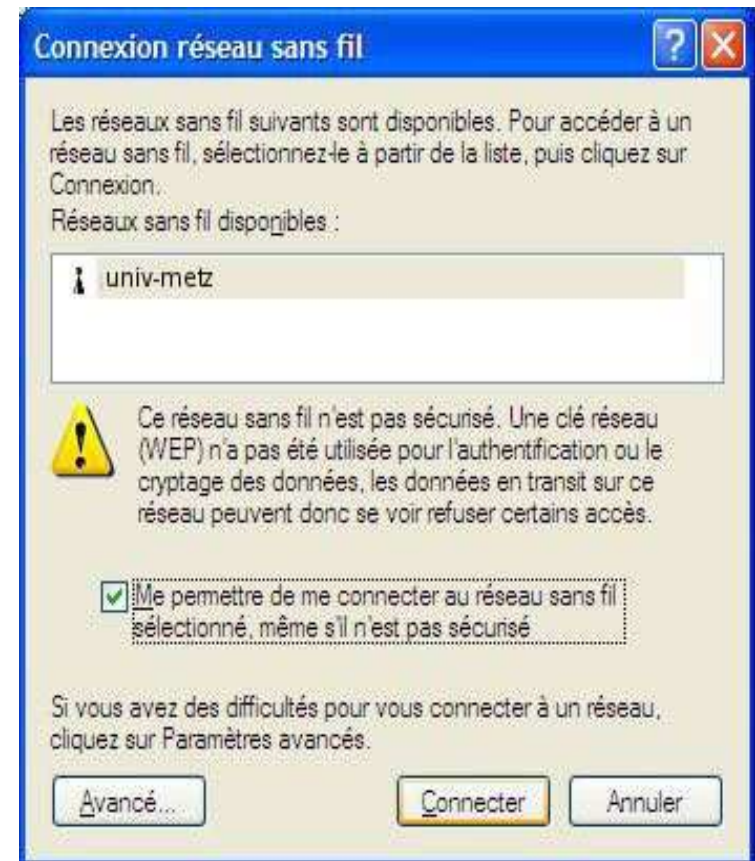 Connexion réseau sans fil
Les réseaux sans fil suivants sont disponibles. Pour accéder à un
réseau sans fil, sélectionnez-le à partir de la liste, puis cliquez sur
Connexion.
Réseaux sans fil disponibles :
univ-metz
Ce réseau sans fil n'est pas sécurisé. Une clé réseau
(WEP) n'a pas été utilisée pour l'authentification ou le
cryptage des données, les données en transit sur ce
réseau peuvent donc se voir refuser certains accès.
Me permettre de me connecter au réseau sans fil
sélectionné, même s'il n'est pas sécurisé
Si vous avez des difficultés pour vous connecter à un réseau,
cliquez sur Paramètres avancés.
Avancé... Connecter Annuler